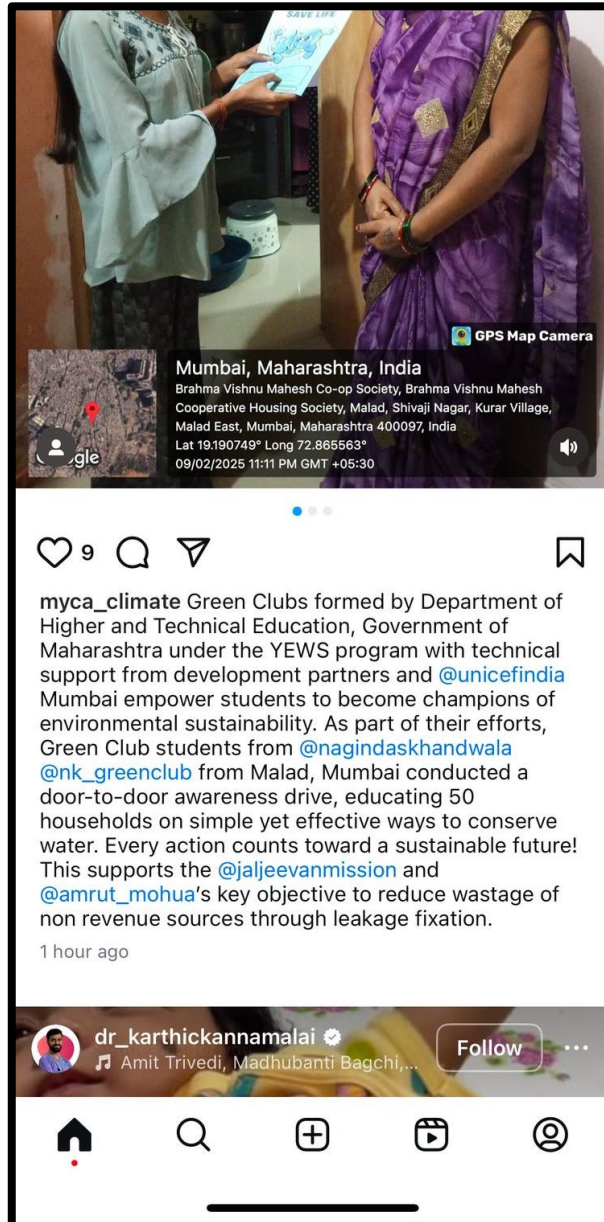 SAVE LIFE
GPS Map Camera
Mumbai, Maharashtra, India
Brahma Vishnu Mahesh Co-op Society, Brahma Vishnu Mahesh
Cooperative Housing Society, Malad, Shivaji Nagar, Kurar Village,
Malad East, Mumbai, Maharashtra 400097, India
Lat 19.190749° Long 72.865563°
09/02/2025 11:11 PM GMT +05:30
gle
9
myca_climate Green Clubs formed by Department of
Higher and Technical Education, Government of
Maharashtra under the YEWS program with technical
support from development partners and @unicefindia
Mumbai empower students to become champions of
environmental sustainability. As part of their efforts,
Green Club students from @nagindaskhandwala
@nk_greenclub from Malad, Mumbai conducted a
door-to-door awareness drive, educating 50
households on simple yet effective ways to conserve
water. Every action counts toward a sustainable future!
This supports the @jaljeevanmission and
@amrut_mohua's key objective to reduce wastage of
non revenue sources through leakage fixation.
1 hour ago
dr_karthickannamalai
Amit Trivedi, Madhubanti Bagchi,...
Follow